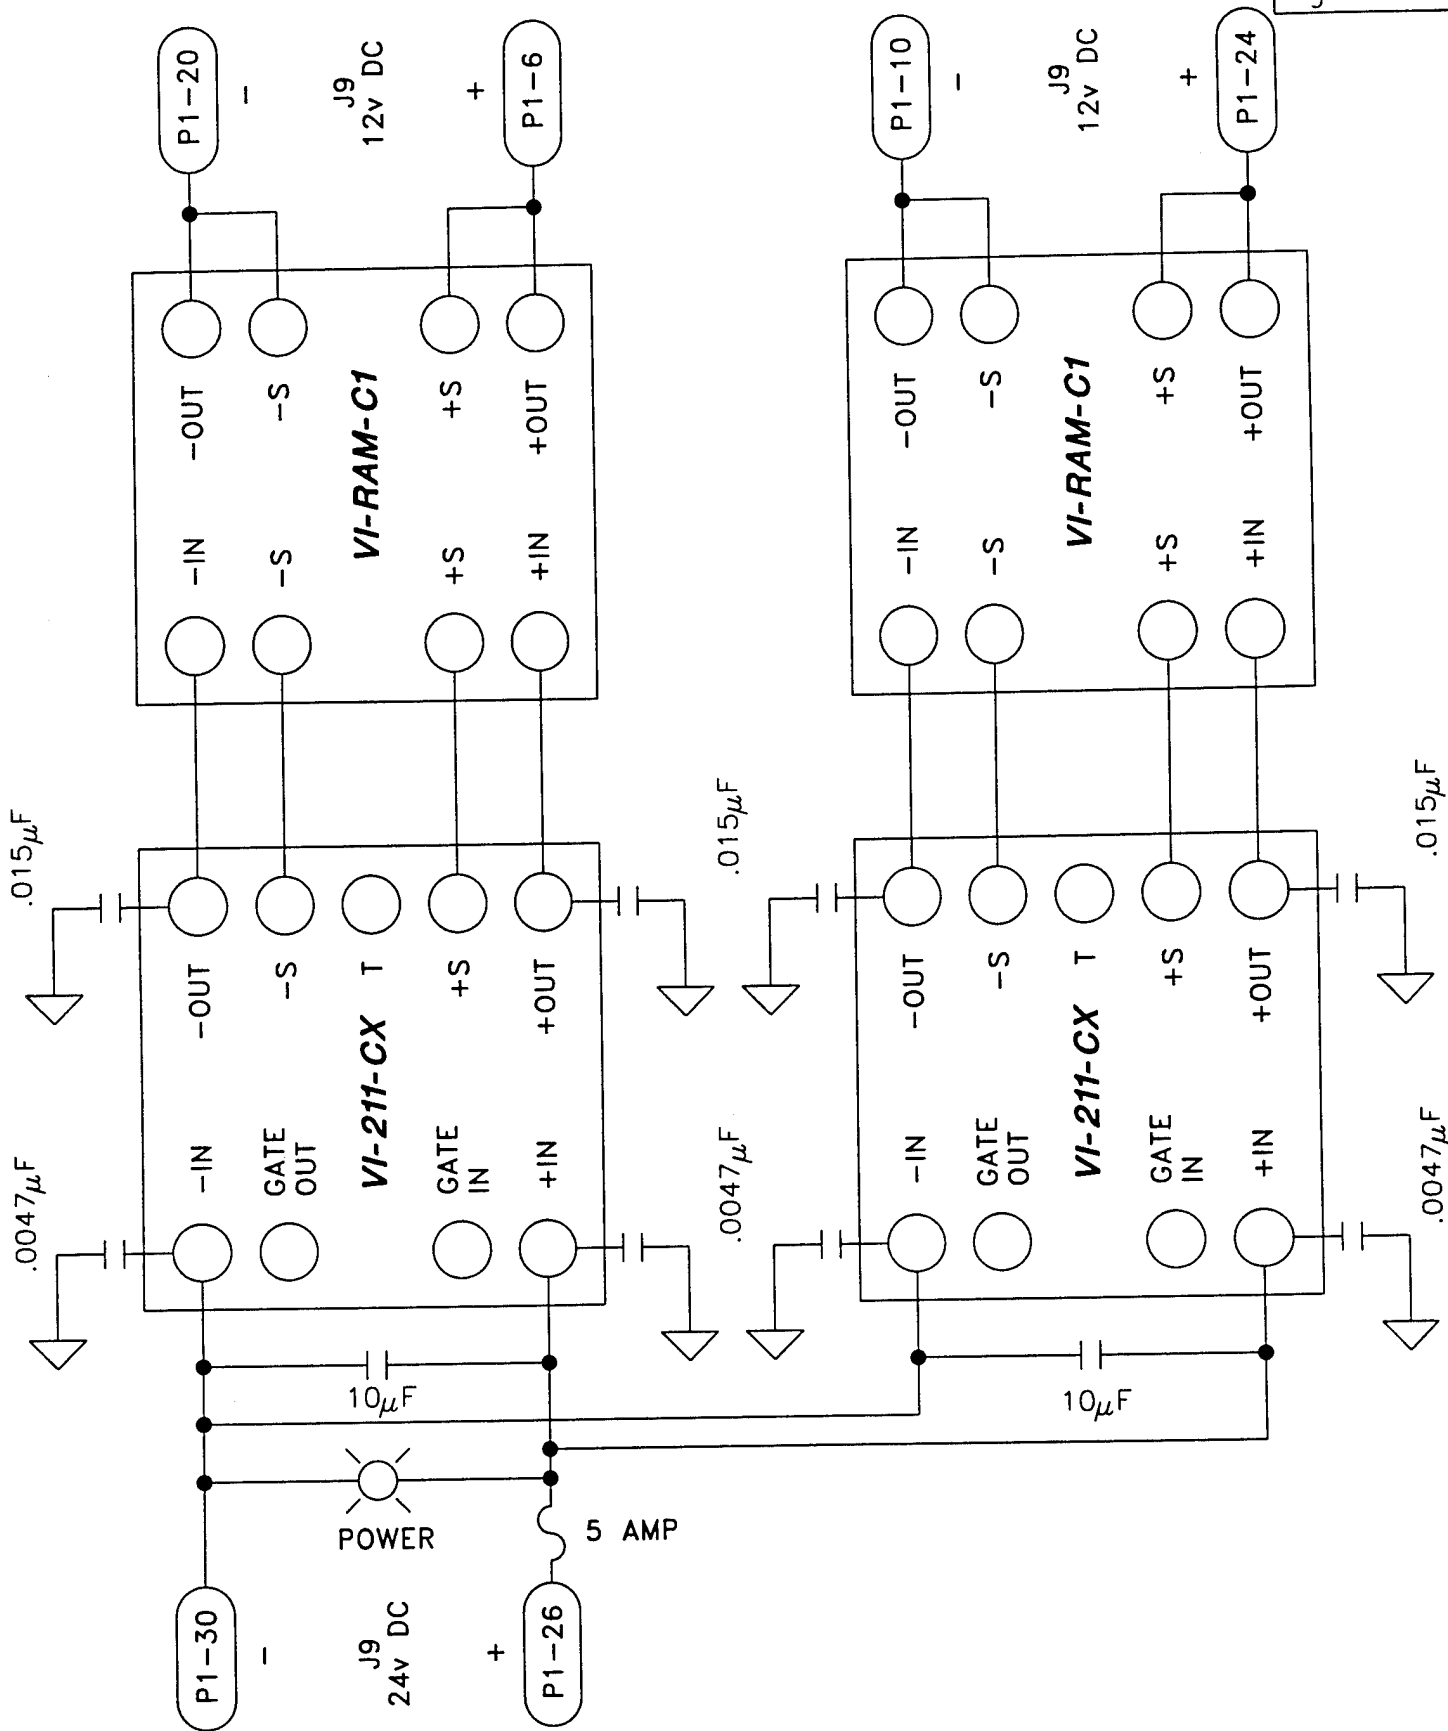 P1-20
-
J9
12v DC
+
P1-6
P1-10
-
J9
12v DC
+
P1-24
-OUT
-S
+S
+OUT
VI-RAM-C1
-IN
-S
+S
+IN
-OUT
-S
+S
+OUT
VI-RAM-C1
-IN
-S
+S
+IN
.015µF
.015µF
.015µF
-OUT
-S
T
+S
+OUT
VI-211-CX
-IN
GATE
OUT
GATE
IN
+IN
-OUT
-S
T
+S
+OUT
VI-211-CX
-IN
GATE
OUT
GATE
IN
+IN
.0047µF
.0047µF
.0047µF
10µF
10µF
POWER
5 AMP
P1-30
-
J9
24v DC
+
P1-26